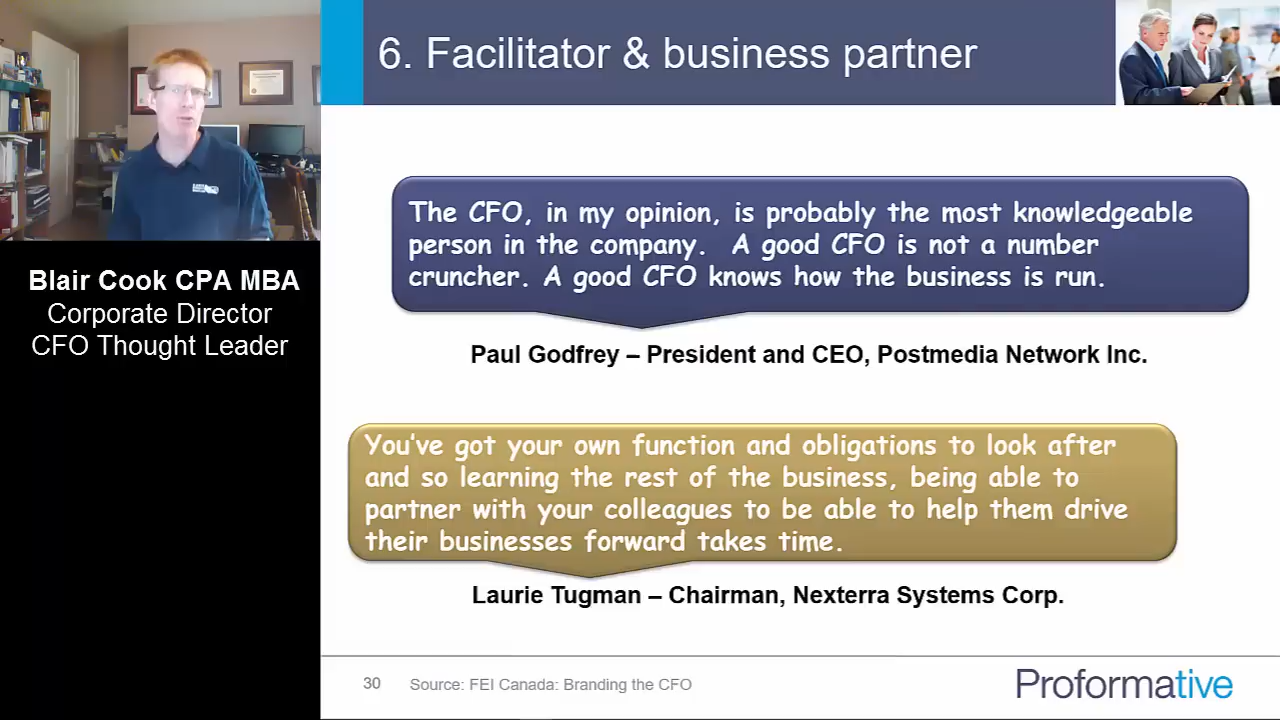 6. Facilitator & business partner
Blair Cook CPA MBA
Corporate Director
CFO Thought Leader
The CFO, in my opinion, is probably the most knowledgeable
person in the company.  A good CFO is not a number
cruncher.  A good CFO knows how the business is run.
Paul Godfrey – President and CEO, Postmedia Network Inc.
You've got your own function and obligations to look after
and so learning the rest of the business, being able to
partner with your colleagues to be able to help them drive
their businesses forward takes time.
Laurie Tugman – Chairman, Nexterra Systems Corp.
30
Source: FEI Canada: Branding the CFO
Proformative